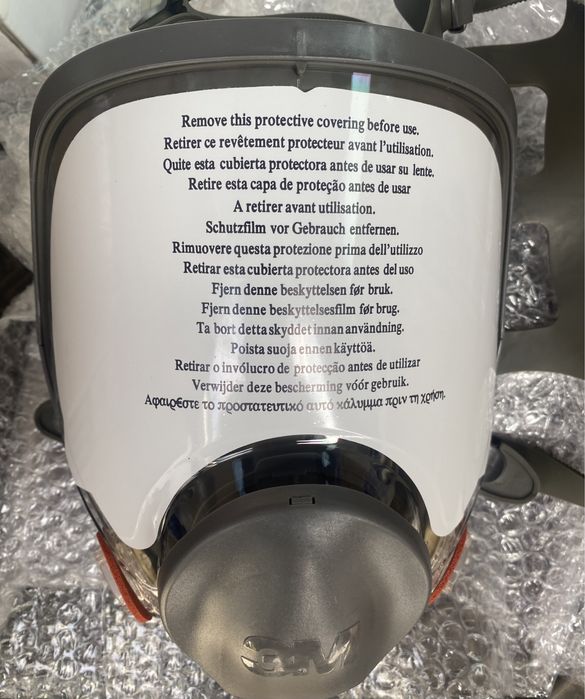 Remove this protective covering before use.
Retirer ce revêtement protecteur avant l'utilisation.
Quite esta cubierta protectora antes de usar su lente.
Retire esta capa de proteção antes de usar
A retirer avant utilisation.
Schutzfilm vor Gebrauch entfernen.
Rimuovere questa protezione prima dell'utilizzo
Retirar esta cubierta protectora antes del uso
Fjern denne beskyttelsen før bruk.
Fjern denne beskyttelsesfilm før brug.
Ta bort detta skyddet innan användning.
Poista suoja ennen käyttöä.
Retirar o invólucro de protecção antes de utilizar
Verwijder deze bescherming vóór gebruik.
Αφαιρєστε το προστατευτικό αυτό κάλυμμα πριν τη χρήση.
3M